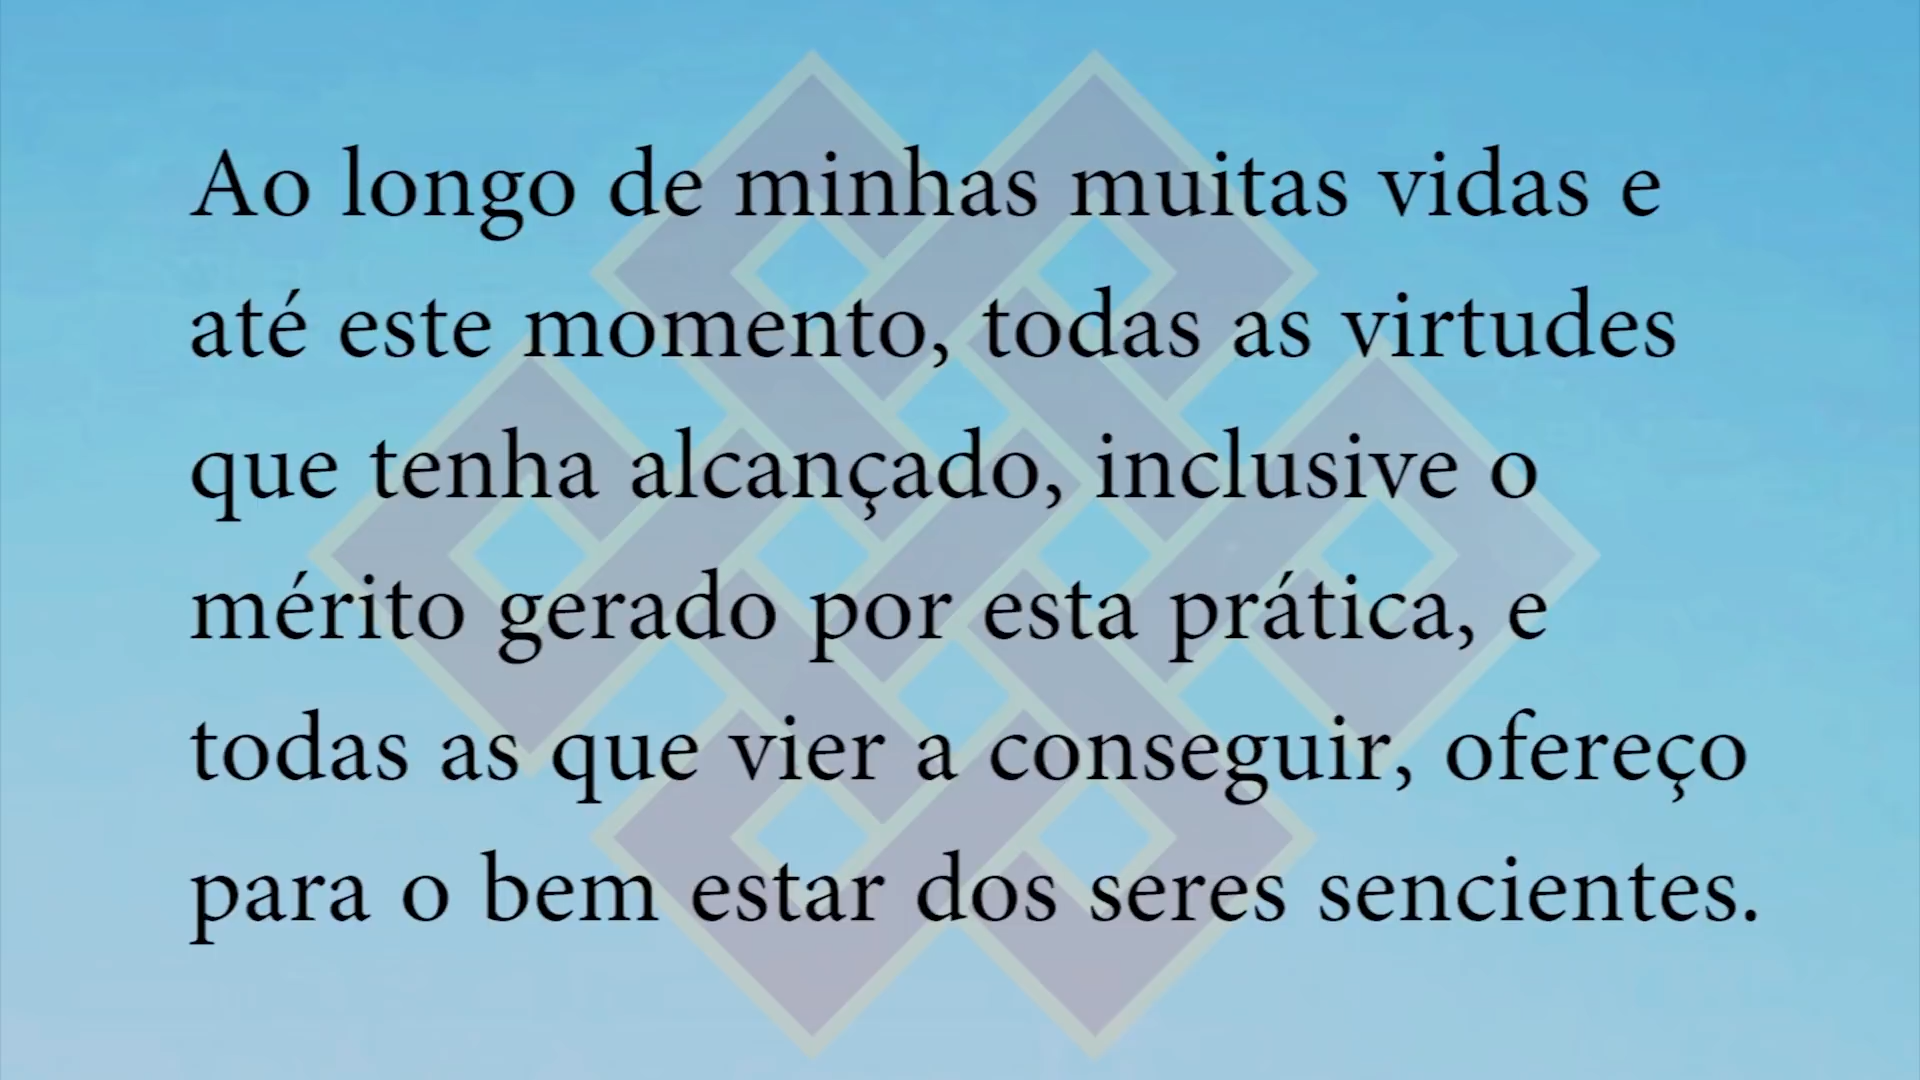 Ao longo de minhas muitas vidas e
até este momento, todas as virtudes
que tenha alcançado, inclusive o
mérito gerado por esta prática, e
todas as que vier a conseguir, ofereço
para o bem estar dos seres sencientes.